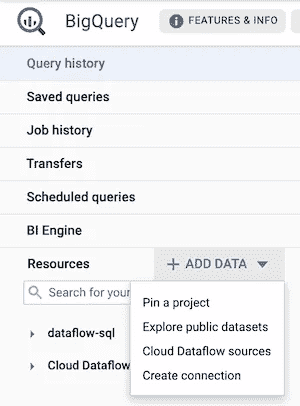 BigQuery
FEATURES & INFO
Query history
Saved queries
Job history
Transfers
Scheduled queries
BI Engine
Resources
ADD DATA
Search for your
Pin a project
Explore public datasets
Cloud Dataflow sources
Create connection
dataflow-sql
Cloud Dataflow